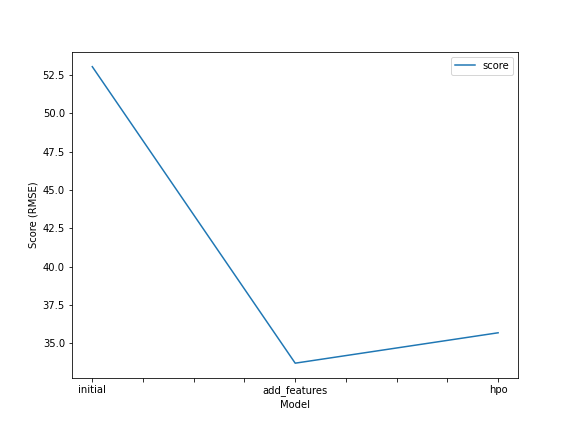 score
52.5
50.0
47.5
45.0
42.5
40.0
37.5
35.0
Score (RMSE)
initial
add_features
hpo
Model